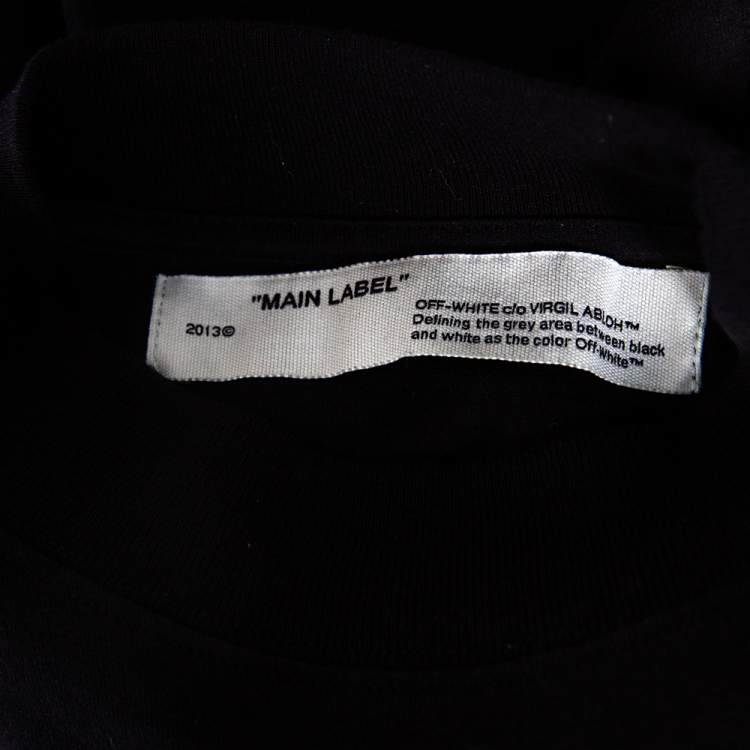 "MAIN LABEL"
2013©
OFF-WHITE c/o VIRGIL ABLOH™
Defining the grey area between black
and white as the color Off-White™